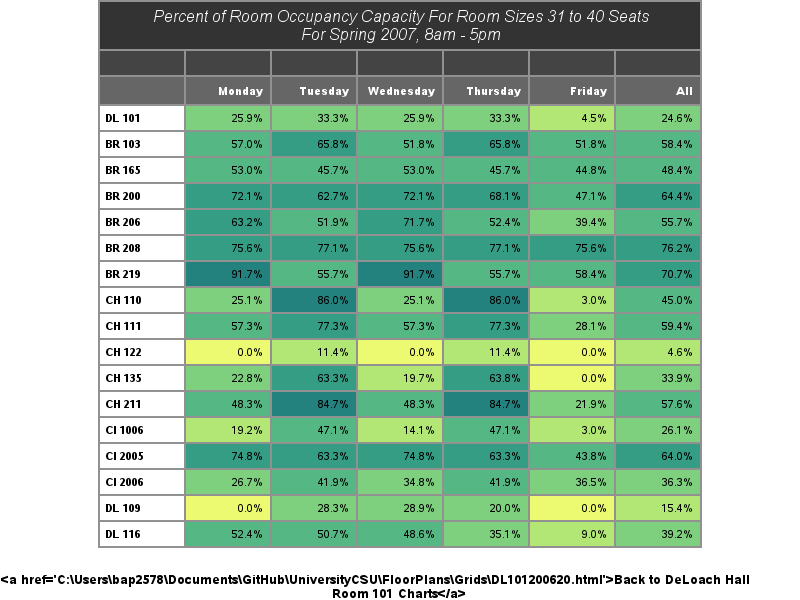 Percent of Room Occupancy Capacity For Room Sizes 31 to 40 Seats
For Spring 2007, 8am - 5pm
Monday Tuesday Wednesday Thursday Friday All
DL 101 25.9% 33.3% 25.9% 33.3% 4.5% 24.6%
BR 103 57.0% 65.8% 51.8% 65.8% 51.8% 58.4%
BR 165 53.0% 45.7% 53.0% 45.7% 44.8% 48.4%
BR 200 72.1% 62.7% 72.1% 68.1% 47.1% 64.4%
BR 206 63.2% 51.9% 71.7% 52.4% 39.4% 55.7%
BR 208 75.6% 77.1% 75.6% 77.1% 75.6% 76.2%
BR 219 91.7% 55.7% 91.7% 55.7% 58.4% 70.7%
CH 110 25.1% 86.0% 25.1% 86.0% 3.0% 45.0%
CH 111 57.3% 77.3% 57.3% 77.3% 28.1% 59.4%
CH 122 0.0% 11.4% 0.0% 11.4% 0.0% 4.6%
CH 135 22.8% 63.3% 19.7% 63.8% 0.0% 33.9%
CH 211 48.3% 84.7% 48.3% 84.7% 21.9% 57.6%
CI 1006 19.2% 47.1% 14.1% 47.1% 3.0% 26.1%
CI 2005 74.8% 63.3% 74.8% 63.3% 43.8% 64.0%
CI 2006 26.7% 41.9% 34.8% 41.9% 36.5% 36.3%
DL 109 0.0% 28.3% 28.9% 20.0% 0.0% 15.4%
DL 116 52.4% 50.7% 48.6% 35.1% 9.0% 39.2%
<a href='C:\Users\bap2578\Documents\GitHub\UniversityCSU\FloorPlans\Grids\DL101200620.html'>Back to DeLoach Hall
Room 101 Charts</a>